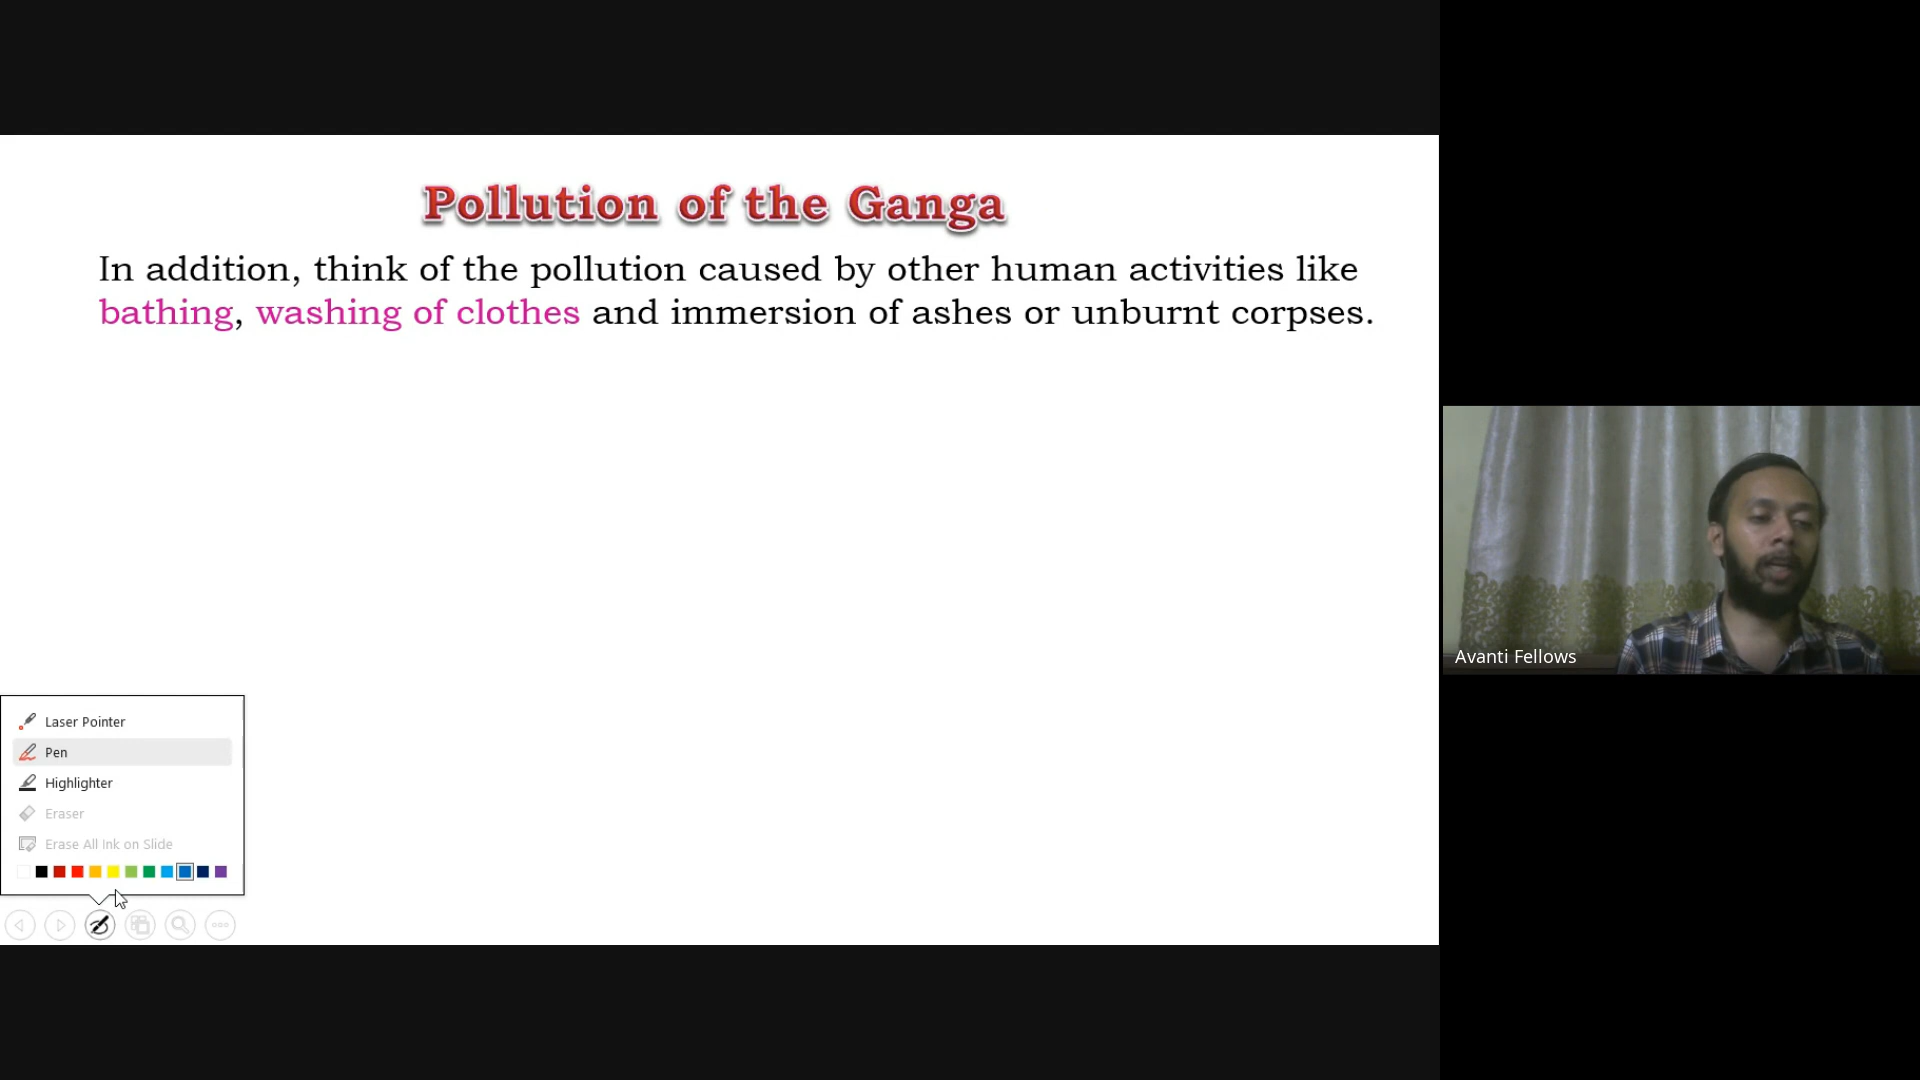 Pollution of the Ganga
In addition, think of the pollution caused by other human activities like
bathing, washing of clothes and immersion of ashes or unburnt corpses.
Laser Pointer
Pen
Highlighter
Eraser
Erase All Ink on Slide
Avanti Fellows